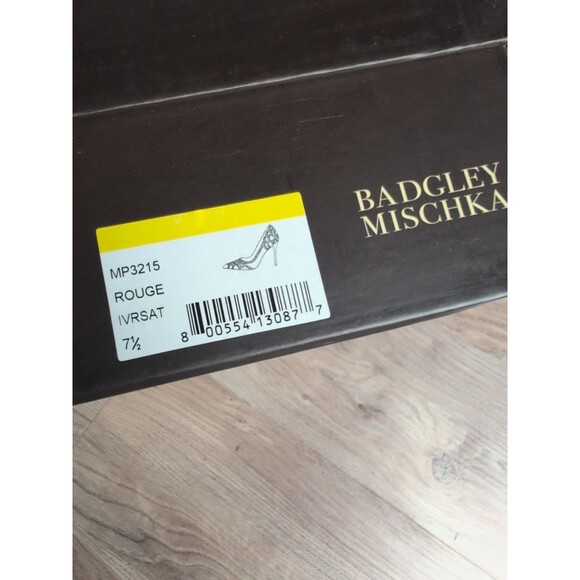 BADGLEY
MISCHKA
MP3215
ROUGE
IVRSAT
7½
8 00554 13087 7